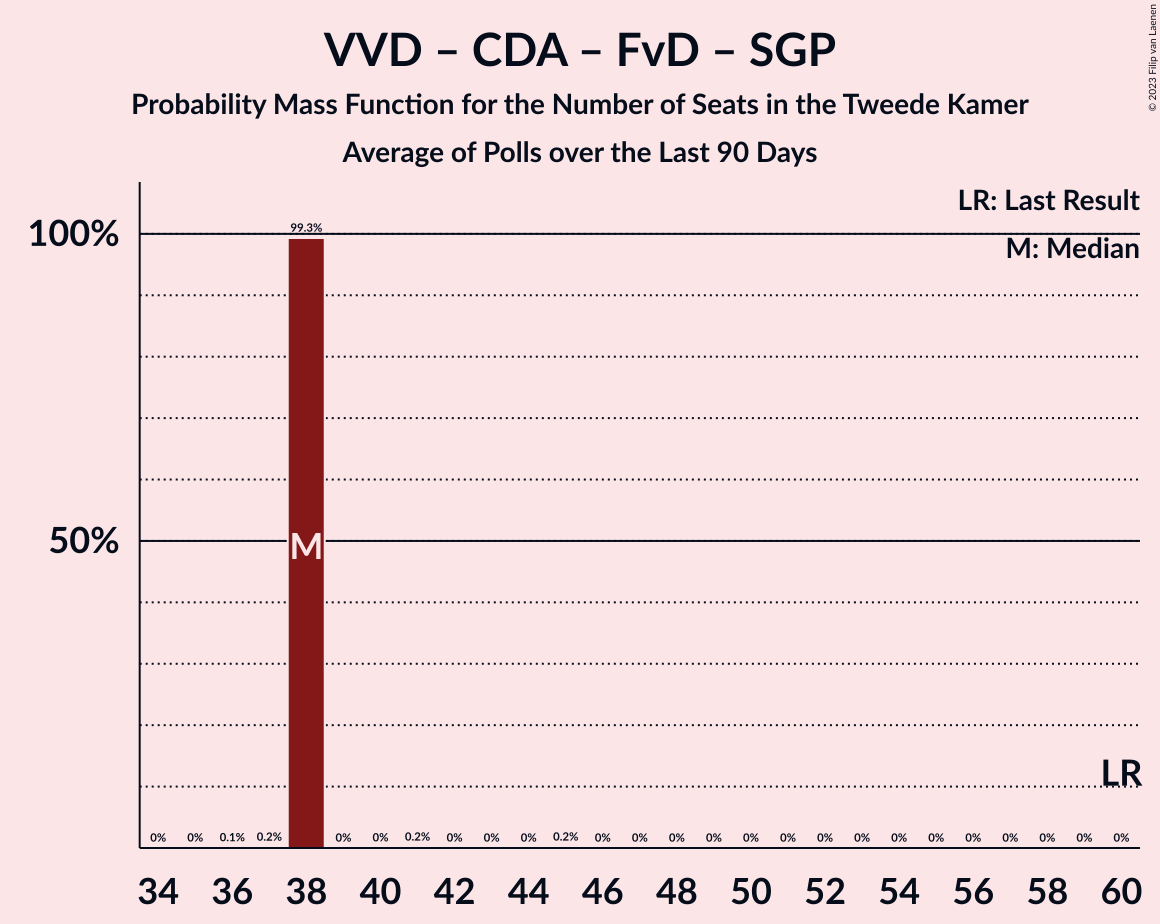 VVD – CDA – FvD – SGP
Probability Mass Function for the Number of Seats in the Tweede Kamer
Average of Polls over the Last 90 Days
© 2023 Filip van Laenen
LR: Last Result
M: Median
100%
50%
99.3%
M
LR
0% 0% 0.1% 0.2% 0% 0% 0.2% 0% 0% 0% 0.2% 0% 0% 0% 0% 0% 0% 0% 0% 0% 0% 0% 0% 0% 0% 0%
34 36 38 40 42 44 46 48 50 52 54 56 58 60